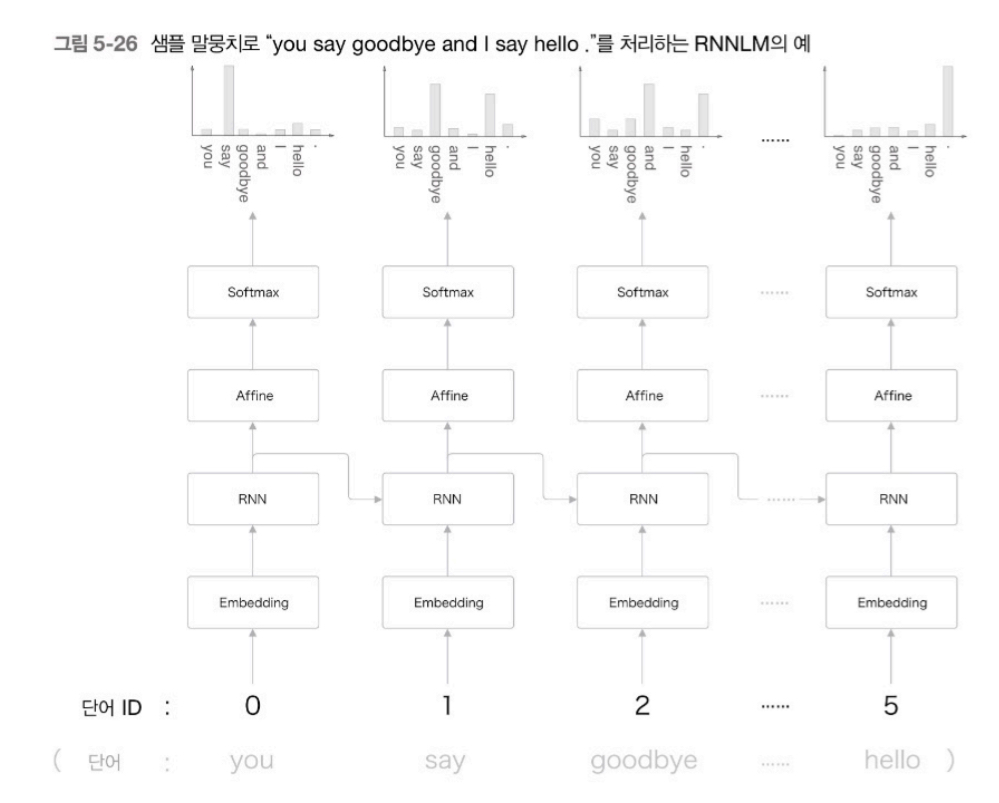 그림 5-26 샘플 말뭉치로 “you say goodbye and I say hello .”를 처리하는 RNNLM의 예
you say goodbye and I hello .
you say goodbye and I hello .
you say goodbye and I hello .
......
you say goodbye and I hello .
Softmax Softmax Softmax ...... Softmax
Affine Affine Affine ...... Affine
RNN RNN RNN ...... RNN
Embedding Embedding Embedding ...... Embedding
단어 ID : 0 1 2 ...... 5
( 단어 : you say goodbye ...... hello )